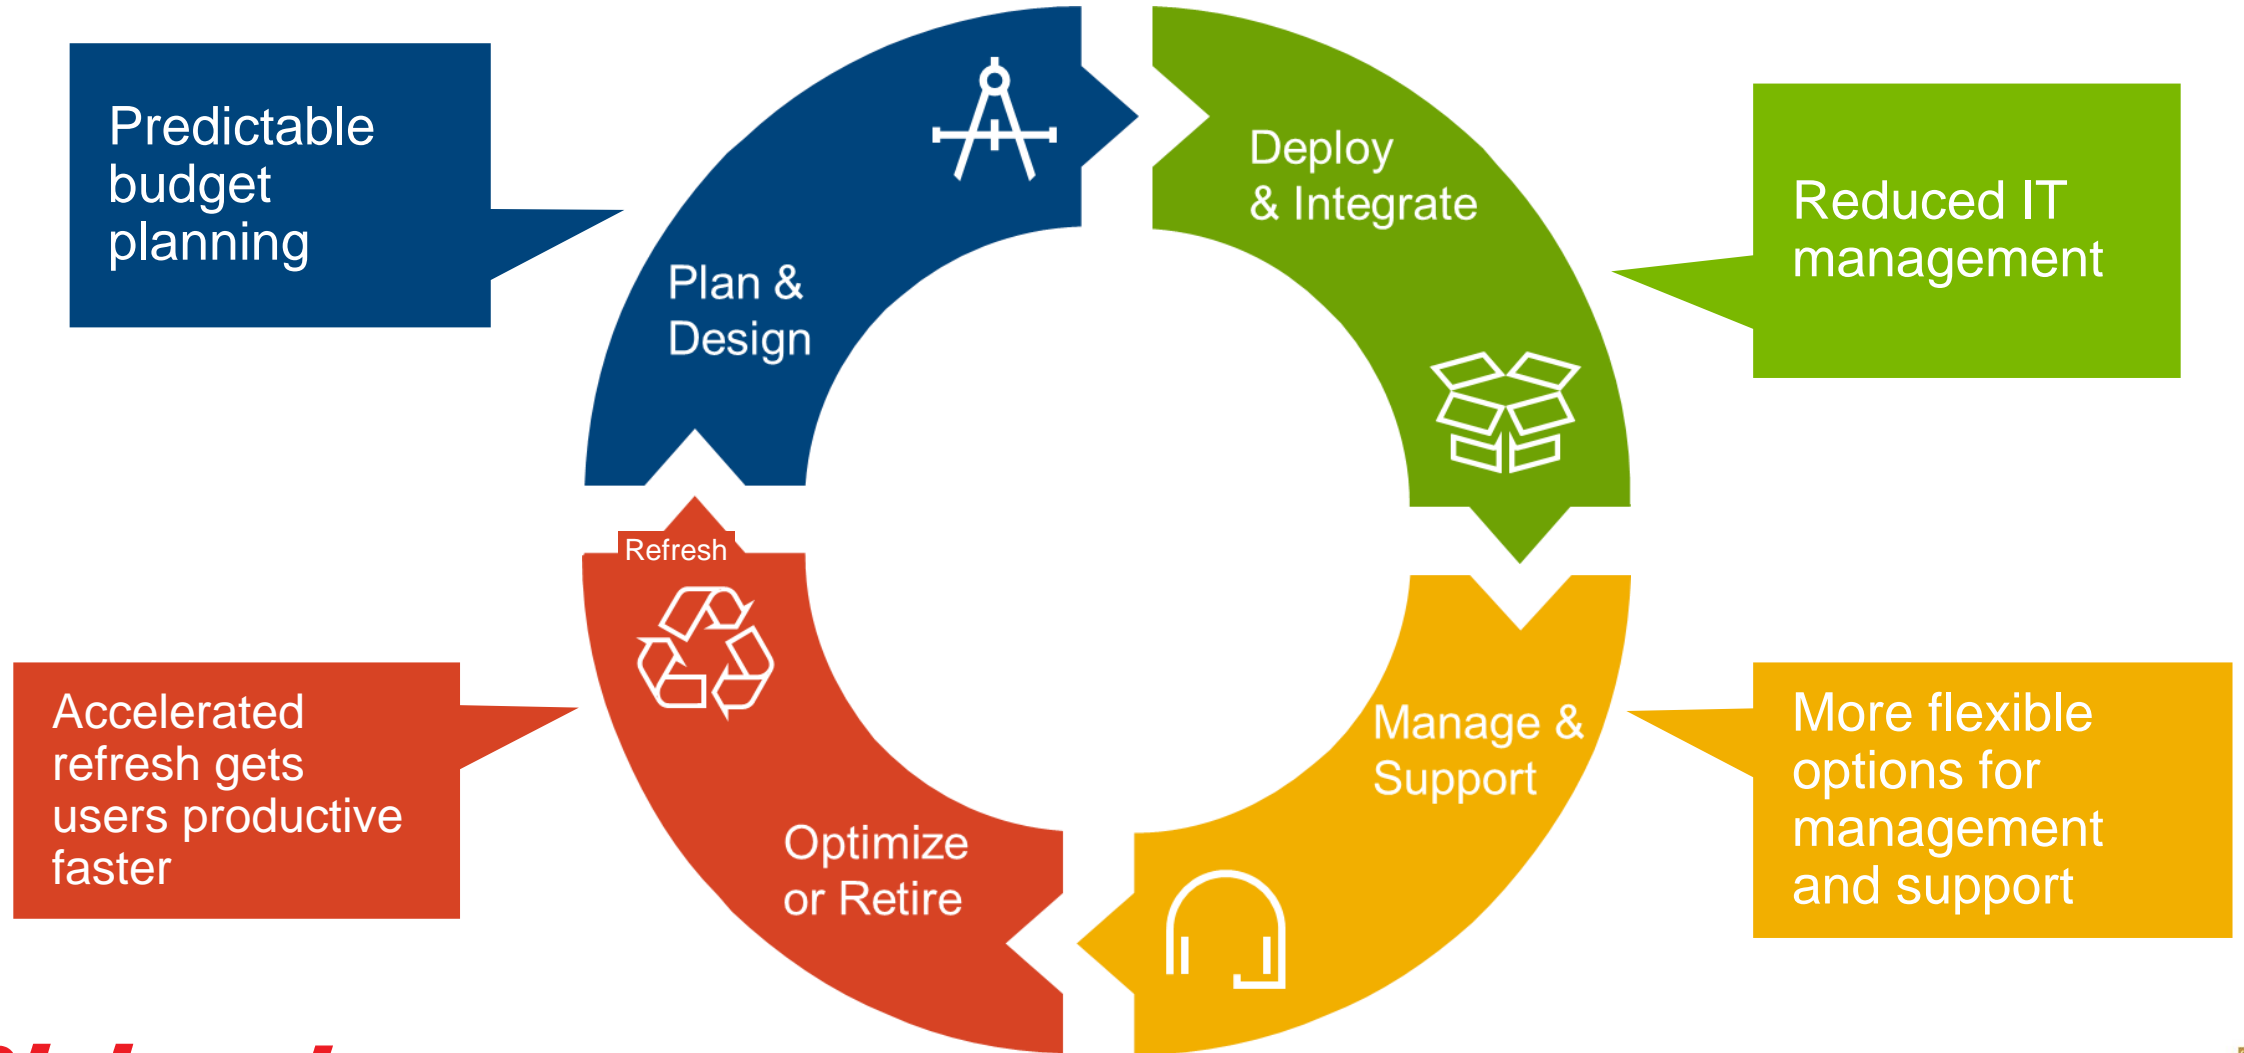 Predictable
budget
planning
Plan &
Design
Deploy
& Integrate
Reduced IT
management
Refresh
Accelerated
refresh gets
users productive
faster
Optimize
or Retire
Manage &
Support
More flexible
options for
management
and support